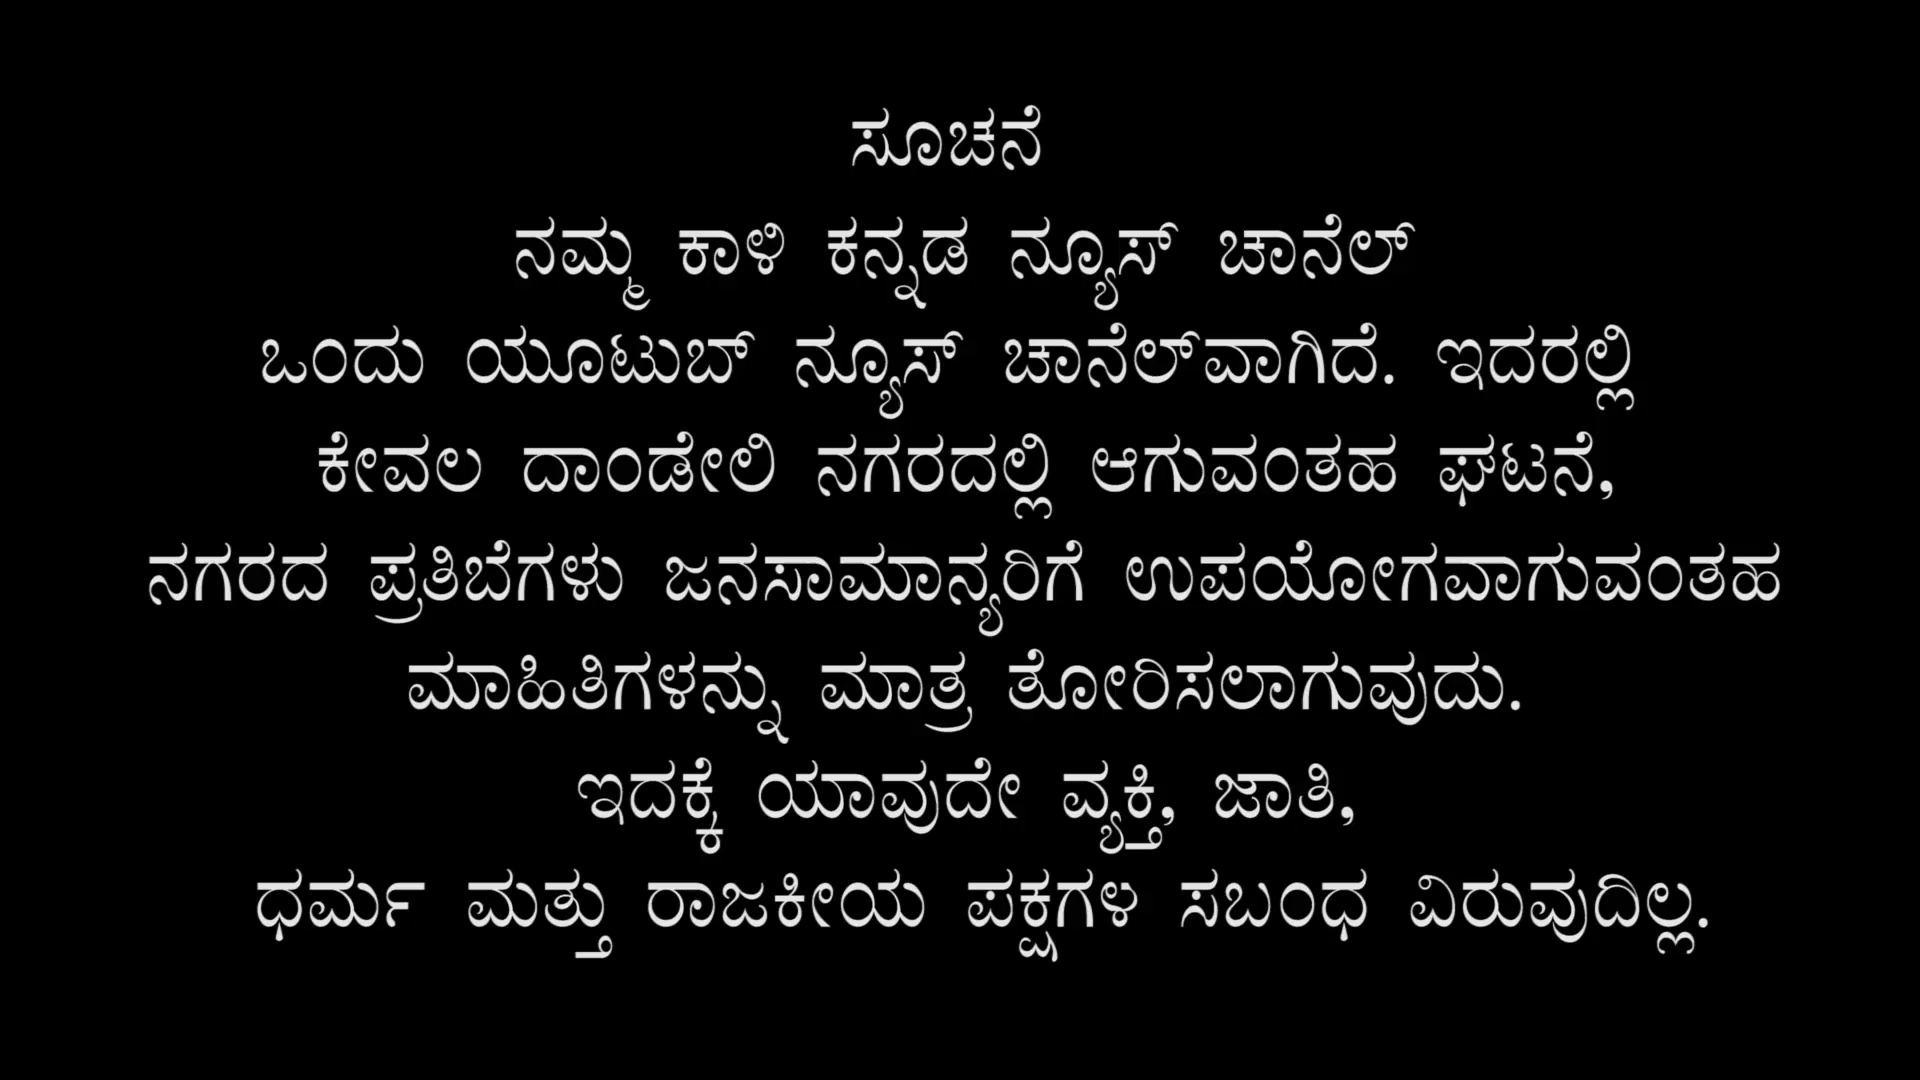 ಸೂಚನೆ
ನಮ್ಮ ಕಾಳಿ ಕನ್ನಡ ನ್ಯೂಸ್ ಚಾನೆಲ್
ಒಂದು ಯೂಟುಬ್ ನ್ಯೂಸ್ ಚಾನೆಲ್‌ವಾಗಿದೆ. ಇದರಲ್ಲಿ
ಕೇವಲ ದಾಂಡೇಲಿ ನಗರದಲ್ಲಿ ಆಗುವಂತಹ ಘಟನೆ,
ನಗರದ ಪ್ರತಿಬೆಗಳು ಜನಸಾಮಾನ್ಯರಿಗೆ ಉಪಯೋಗವಾಗುವಂತಹ
ಮಾಹಿತಿಗಳನ್ನು ಮಾತ್ರ ತೋರಿಸಲಾಗುವುದು.
ಇದಕ್ಕೆ ಯಾವುದೇ ವ್ಯಕ್ತಿ, ಜಾತಿ,
ಧರ್ಮ ಮತ್ತು ರಾಜಕೀಯ ಪಕ್ಷಗಳ ಸಬಂಧ ವಿರುವುದಿಲ್ಲ.